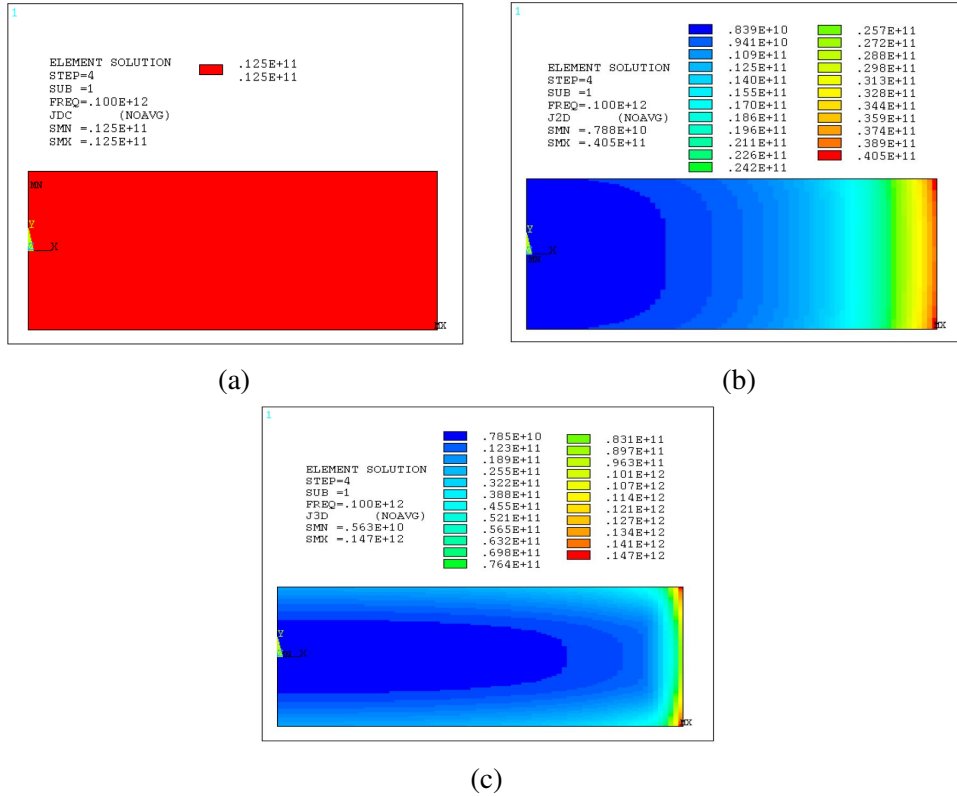 1
ELEMENT SOLUTION
STEP=4
SUB =1
FREQ=.100E+12
JDC (NOAVG)
SMN =.125E+11
SMX =.125E+11
.125E+11
.125E+11
MN
Y
X
MX
(a)
1
ELEMENT SOLUTION
STEP=4
SUB =1
FREQ=.100E+12
J2D (NOAVG)
SMN =.788E+10
SMX =.405E+11
.839E+10
.941E+10
.109E+11
.125E+11
.140E+11
.155E+11
.170E+11
.186E+11
.196E+11
.211E+11
.226E+11
.242E+11
.257E+11
.272E+11
.288E+11
.298E+11
.313E+11
.328E+11
.344E+11
.359E+11
.374E+11
.389E+11
.405E+11
Y
X
MN
MX
(b)
1
ELEMENT SOLUTION
STEP=4
SUB =1
FREQ=.100E+12
J3D (NOAVG)
SMN =.563E+10
SMX =.147E+12
.785E+10
.123E+11
.189E+11
.255E+11
.322E+11
.388E+11
.455E+11
.521E+11
.565E+11
.632E+11
.698E+11
.764E+11
.831E+11
.897E+11
.963E+11
.101E+12
.107E+12
.114E+12
.121E+12
.127E+12
.134E+12
.141E+12
.147E+12
Y
X
MX
(c)